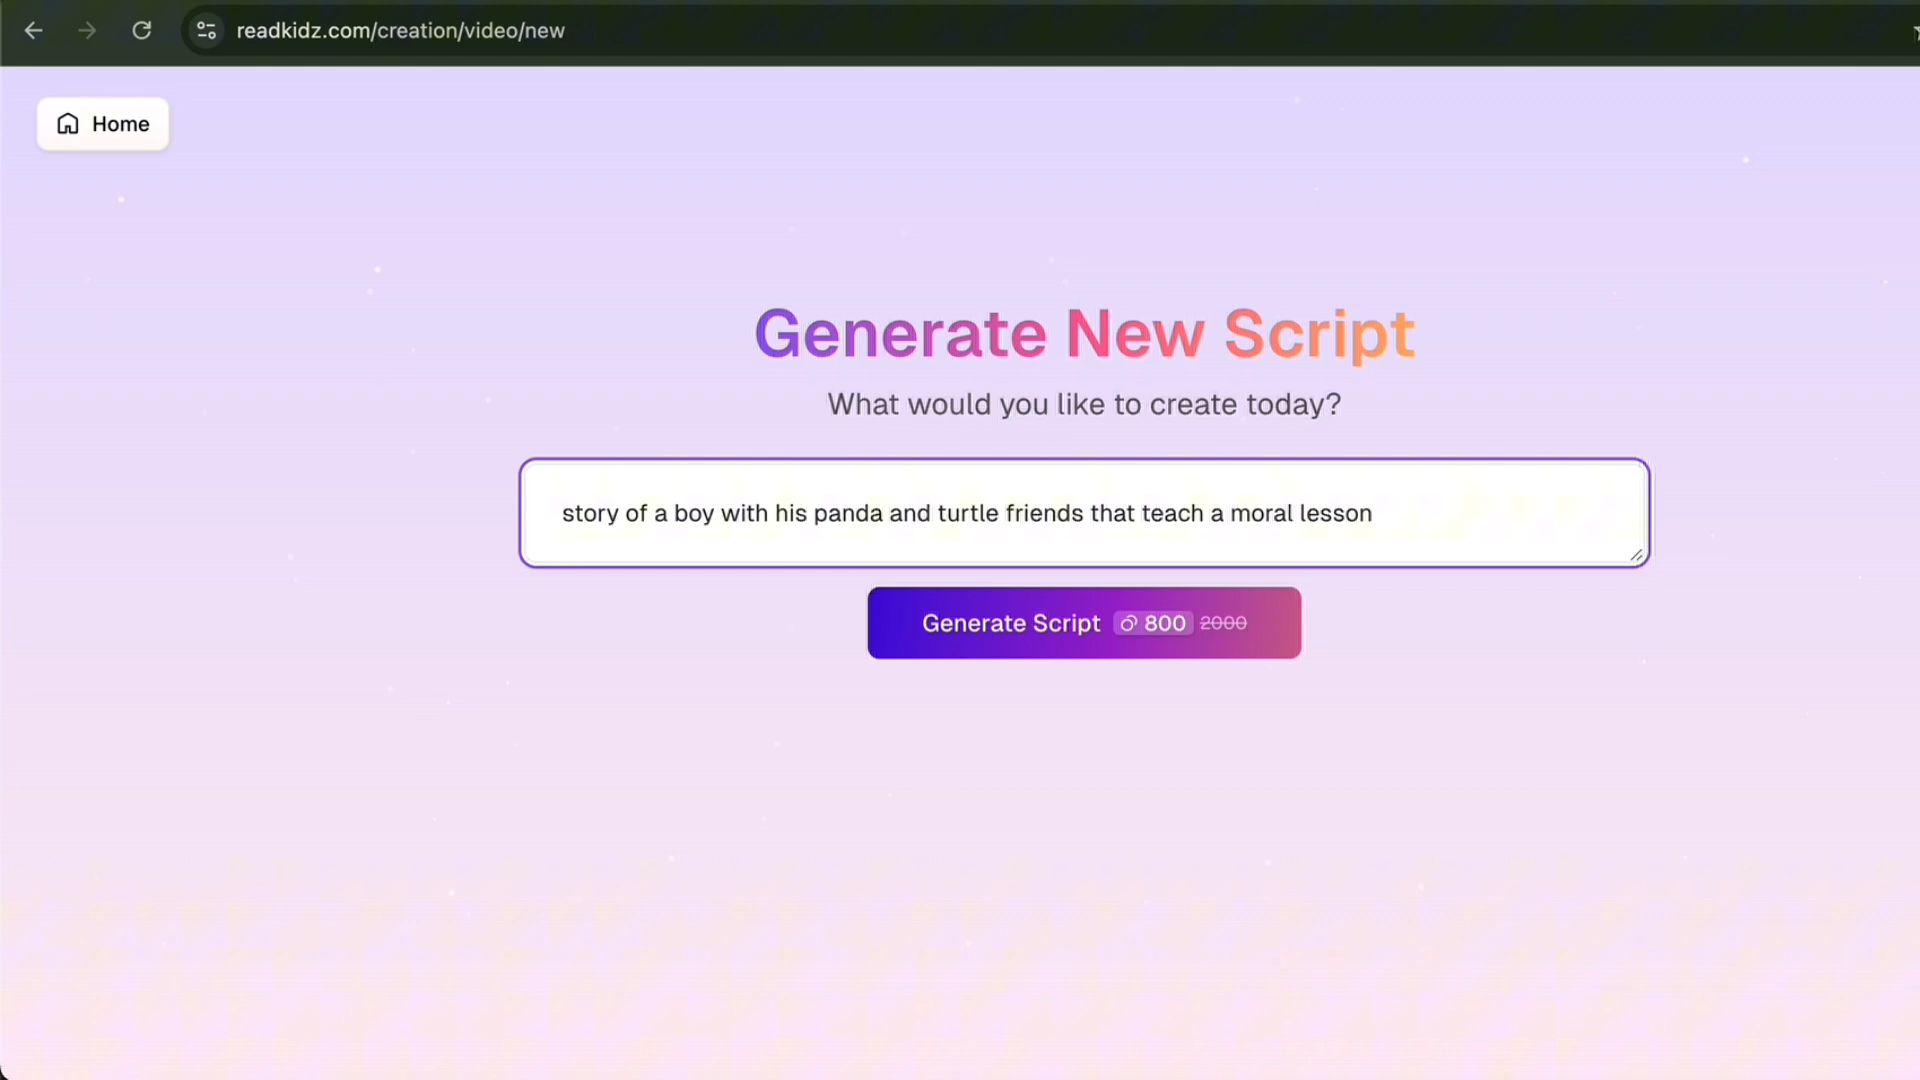 readkidz.com/creation/video/new
Home
Generate New Script
What would you like to create today?
story of a boy with his panda and turtle friends that teach a moral lesson
Generate Script 800 2000